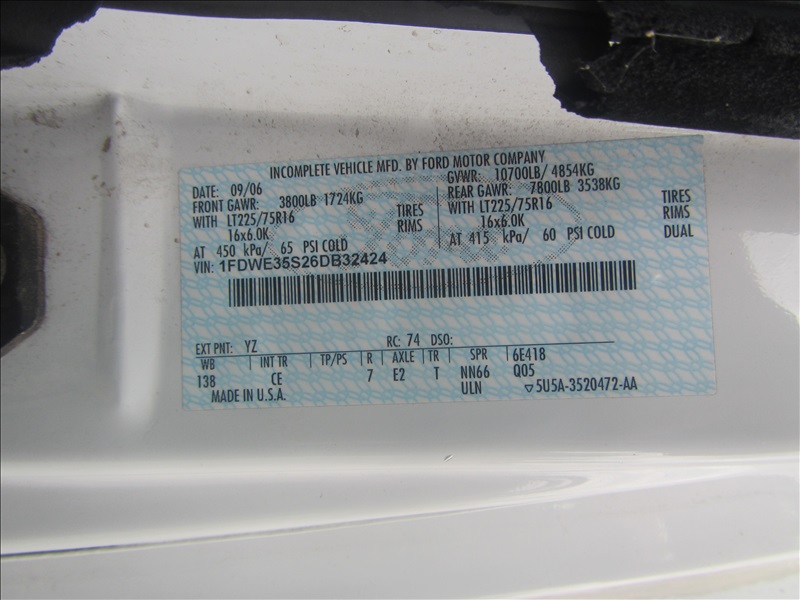 INCOMPLETE VEHICLE MFD. BY FORD MOTOR COMPANY
DATE: 09/06 GVWR: 10700LB/ 4854KG
FRONT GAWR: 3800LB 1724KG REAR GAWR: 7800LB 3538KG
WITH LT225/75R16 TIRES WITH LT225/75R16 TIRES
16x6.0K RIMS 16x6.0K RIMS
AT 450 kPa/ 65 PSI COLD AT 415 kPa/ 60 PSI COLD DUAL
VIN: 1FDWE35S26DB32424
EXT PNT: YZ RC: 74 DSO:
WB INT TR TP/PS R AXLE TR SPR 6E418
138 CE 7 E2 T NN66 Q05
MADE IN U.S.A. ULN ▽5U5A-3520472-AA